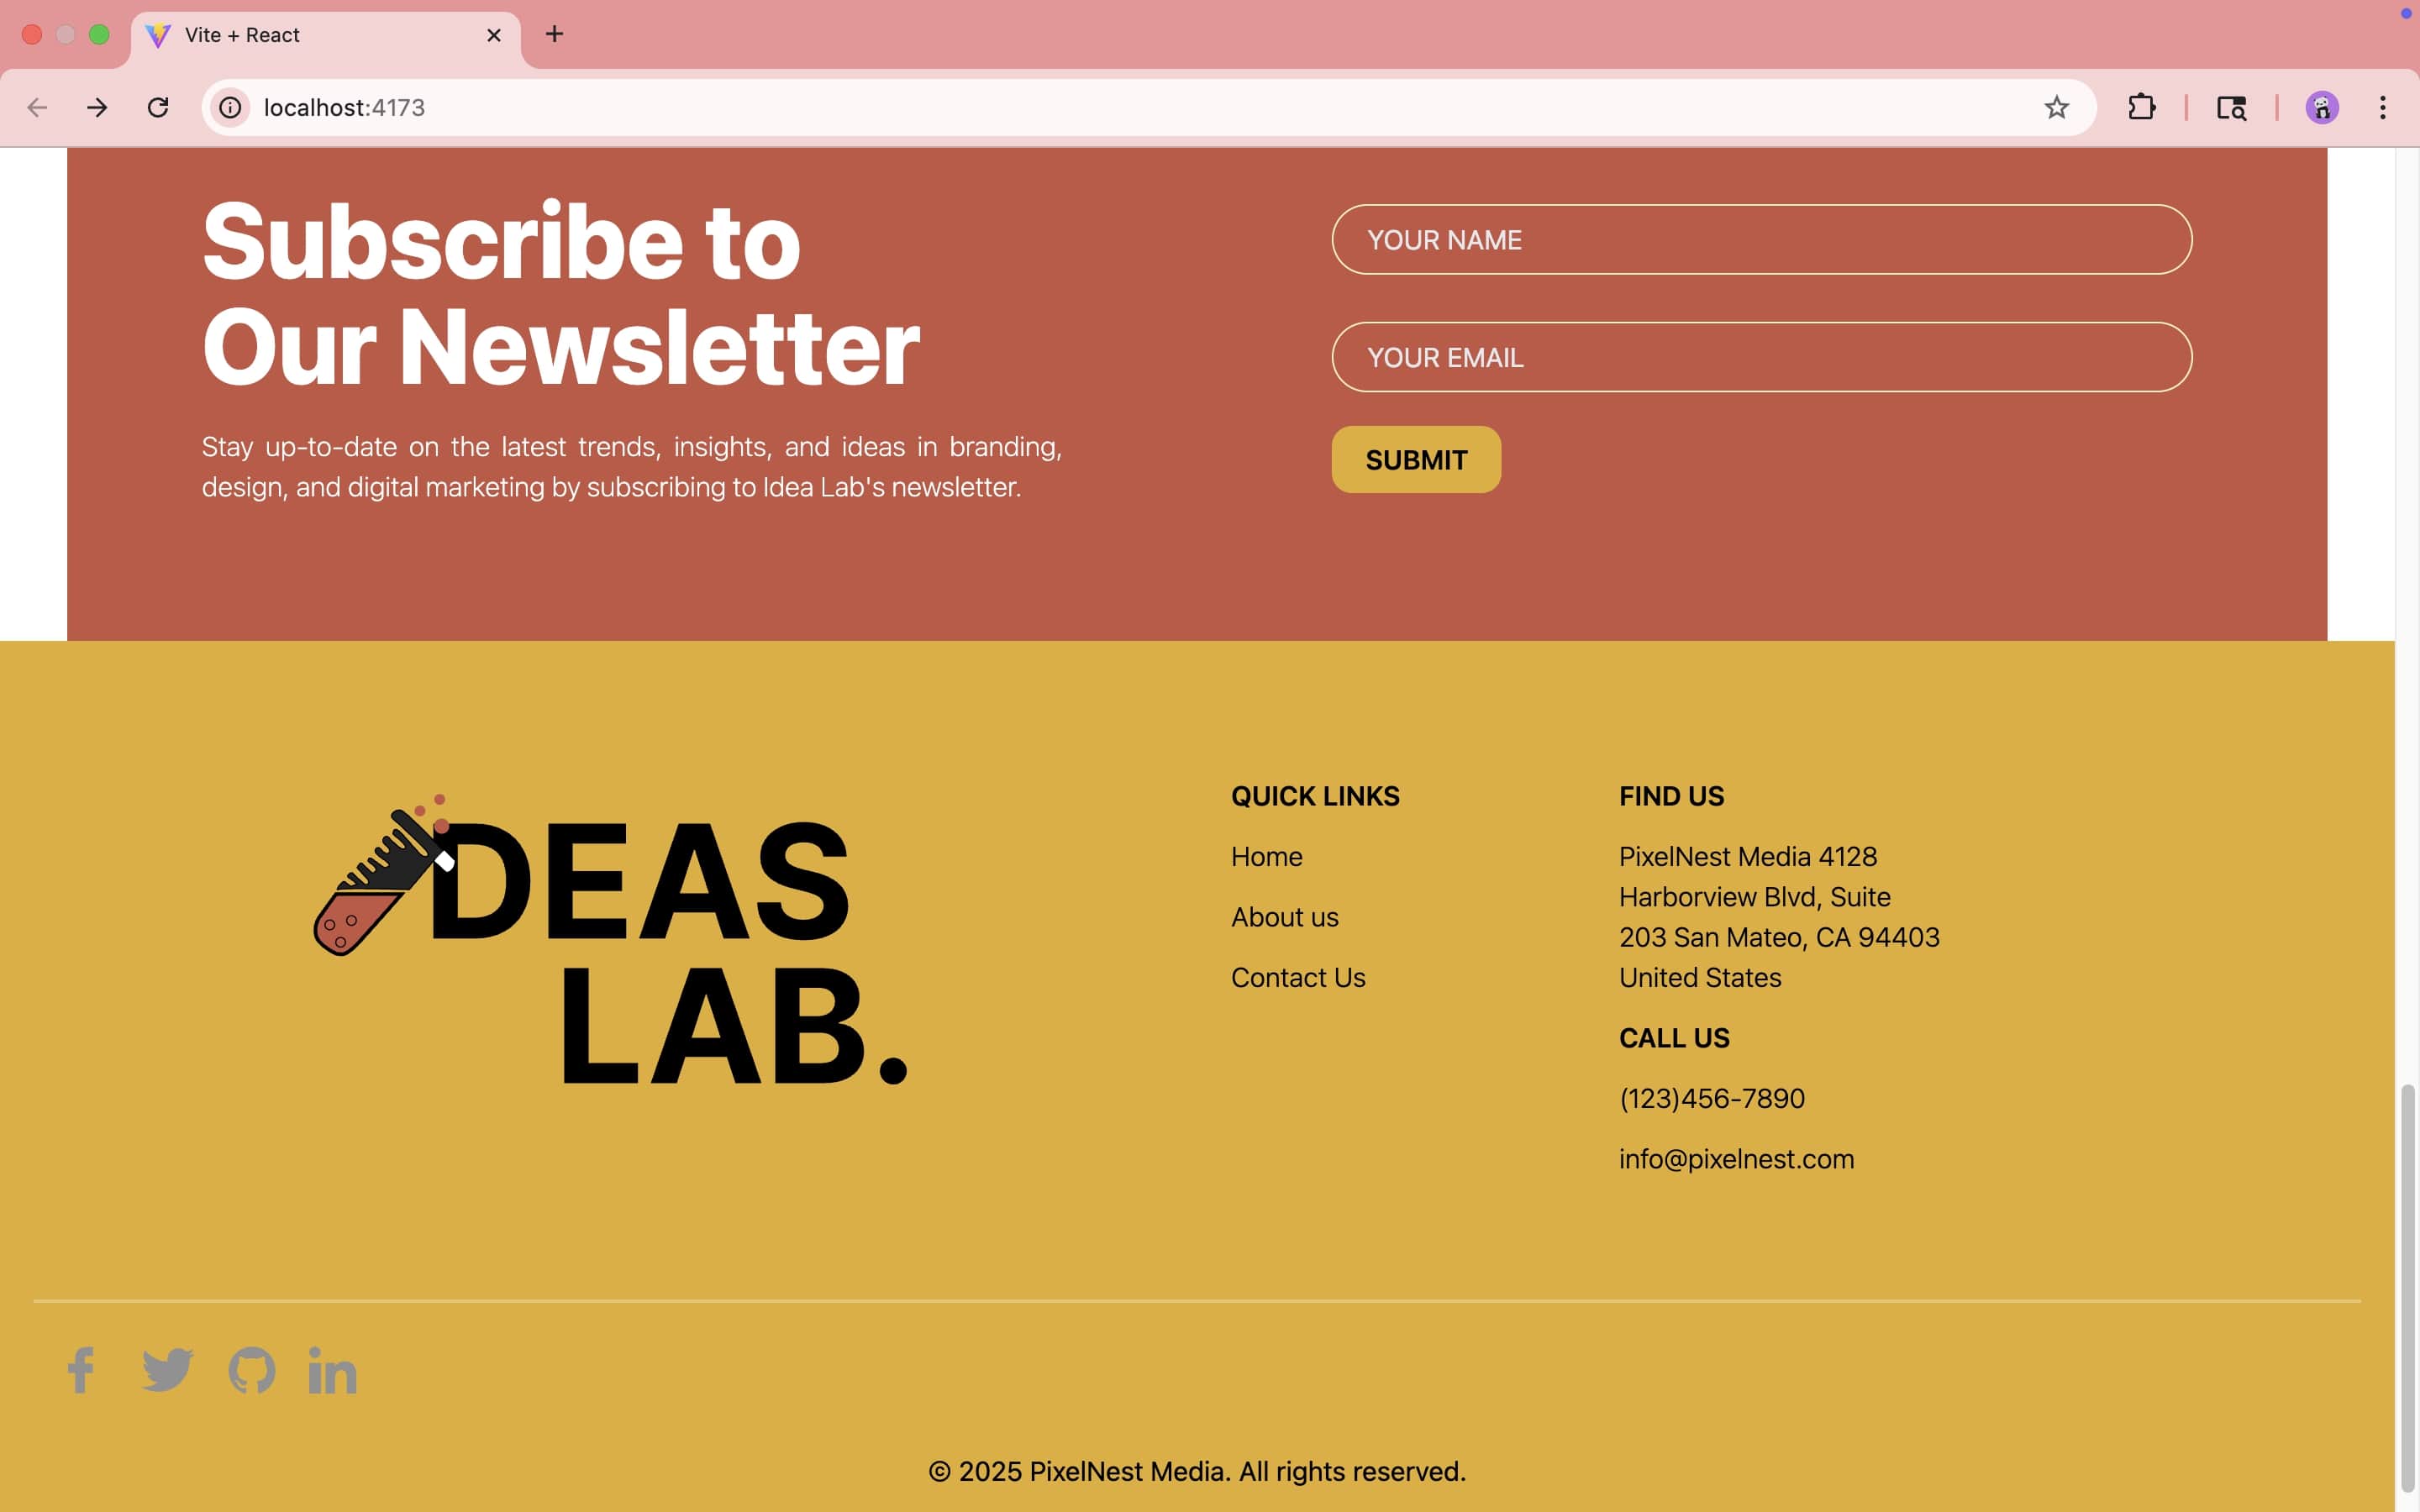 Vite + React
localhost:4173
Subscribe to
Our Newsletter
Stay up-to-date on the latest trends, insights, and ideas in branding,
design, and digital marketing by subscribing to Idea Lab's newsletter.
YOUR NAME
YOUR EMAIL
SUBMIT
DEAS
LAB.
QUICK LINKS
Home
About us
Contact Us
FIND US
PixelNest Media 4128
Harborview Blvd, Suite
203 San Mateo, CA 94403
United States
CALL US
(123)456-7890
info@pixelnest.com
© 2025 PixelNest Media. All rights reserved.